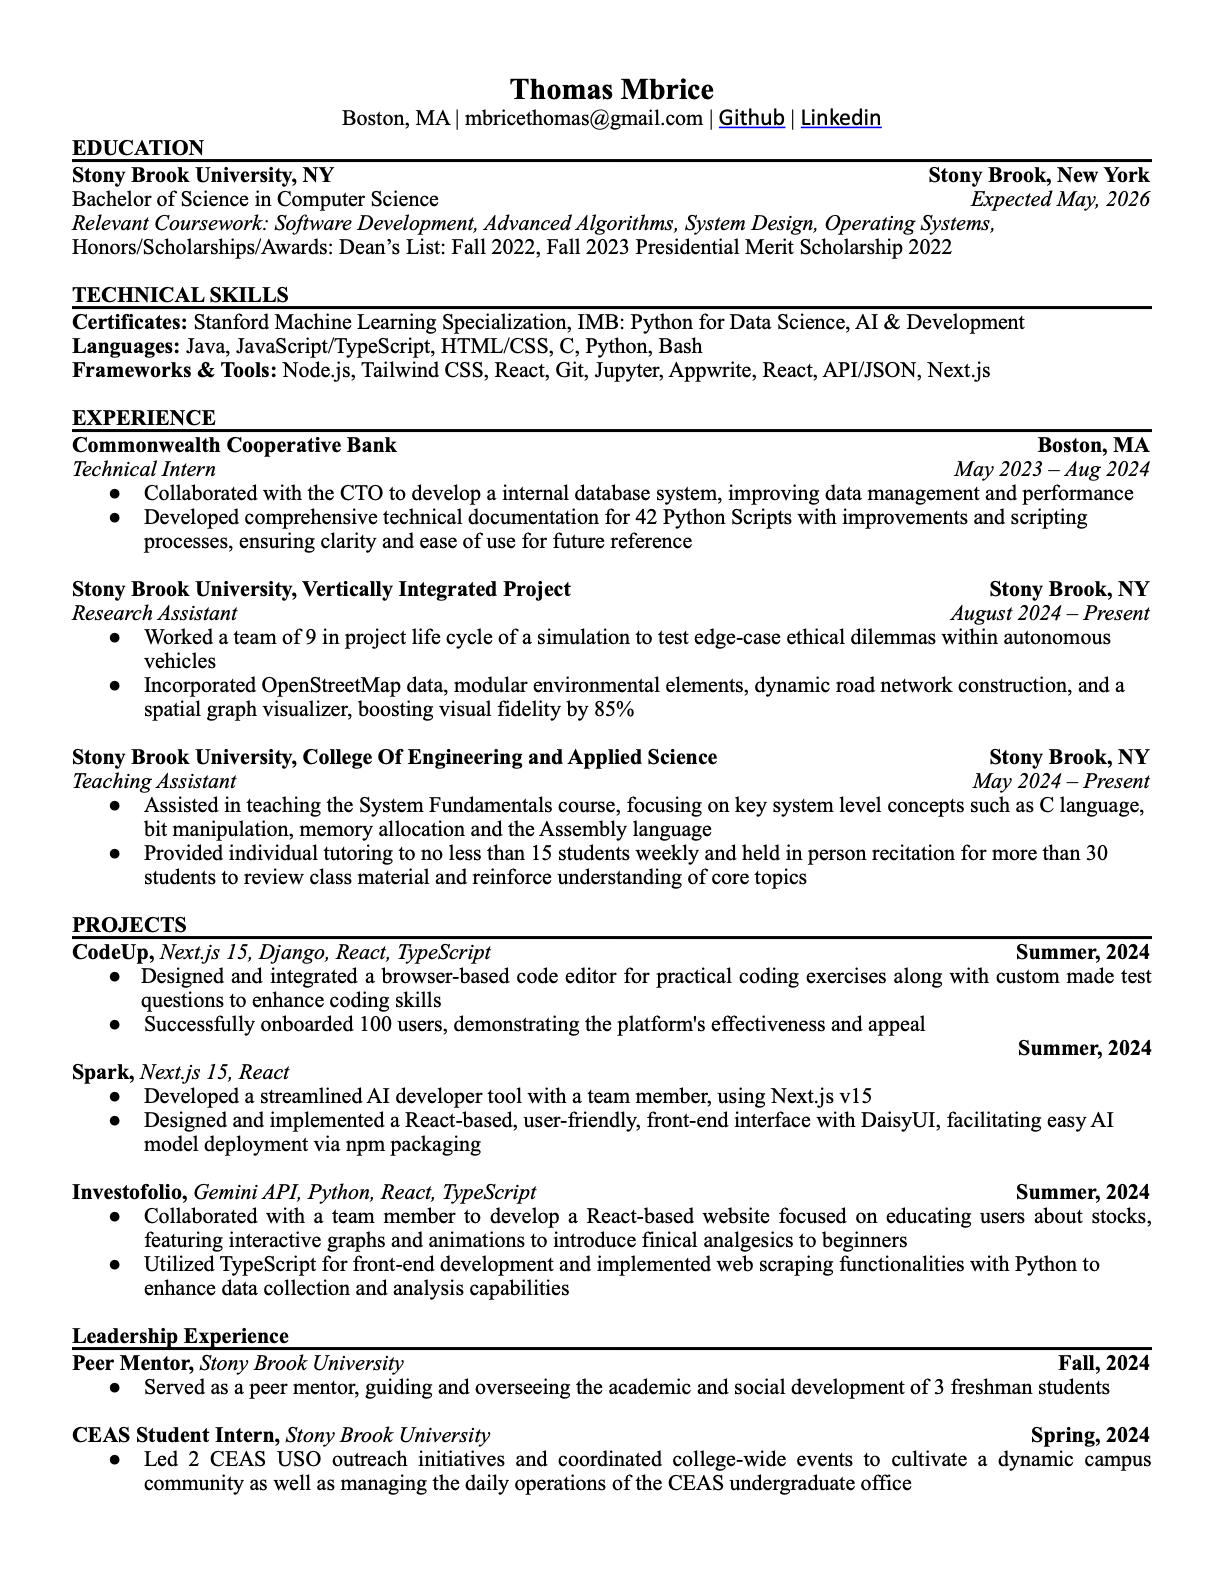 Thomas Mbrice
Boston, MA | mbricethomas@gmail.com | Github | Linkedin
EDUCATION
Stony Brook University, NY Stony Brook, New York
Bachelor of Science in Computer Science Expected May, 2026
Relevant Coursework: Software Development, Advanced Algorithms, System Design, Operating Systems,
Honors/Scholarships/Awards: Dean’s List: Fall 2022, Fall 2023 Presidential Merit Scholarship 2022
TECHNICAL SKILLS
Certificates: Stanford Machine Learning Specialization, IMB: Python for Data Science, AI & Development
Languages: Java, JavaScript/TypeScript, HTML/CSS, C, Python, Bash
Frameworks & Tools: Node.js, Tailwind CSS, React, Git, Jupyter, Appwrite, React, API/JSON, Next.js
EXPERIENCE
Commonwealth Cooperative Bank Boston, MA
Technical Intern May 2023 – Aug 2024
● Collaborated with the CTO to develop a internal database system, improving data management and performance
● Developed comprehensive technical documentation for 42 Python Scripts with improvements and scripting
processes, ensuring clarity and ease of use for future reference
Stony Brook University, Vertically Integrated Project Stony Brook, NY
Research Assistant August 2024 – Present
● Worked a team of 9 in project life cycle of a simulation to test edge-case ethical dilemmas within autonomous
vehicles
● Incorporated OpenStreetMap data, modular environmental elements, dynamic road network construction, and a
spatial graph visualizer, boosting visual fidelity by 85%
Stony Brook University, College Of Engineering and Applied Science Stony Brook, NY
Teaching Assistant May 2024 – Present
● Assisted in teaching the System Fundamentals course, focusing on key system level concepts such as C language,
bit manipulation, memory allocation and the Assembly language
● Provided individual tutoring to no less than 15 students weekly and held in person recitation for more than 30
students to review class material and reinforce understanding of core topics
PROJECTS
CodeUp, Next.js 15, Django, React, TypeScript Summer, 2024
● Designed and integrated a browser-based code editor for practical coding exercises along with custom made test
questions to enhance coding skills
● Successfully onboarded 100 users, demonstrating the platform's effectiveness and appeal
Summer, 2024
Spark, Next.js 15, React
● Developed a streamlined AI developer tool with a team member, using Next.js v15
● Designed and implemented a React-based, user-friendly, front-end interface with DaisyUI, facilitating easy AI
model deployment via npm packaging
Investofolio, Gemini API, Python, React, TypeScript Summer, 2024
● Collaborated with a team member to develop a React-based website focused on educating users about stocks,
featuring interactive graphs and animations to introduce finical analgesics to beginners
● Utilized TypeScript for front-end development and implemented web scraping functionalities with Python to
enhance data collection and analysis capabilities
Leadership Experience
Peer Mentor, Stony Brook University Fall, 2024
● Served as a peer mentor, guiding and overseeing the academic and social development of 3 freshman students
CEAS Student Intern, Stony Brook University Spring, 2024
● Led 2 CEAS USO outreach initiatives and coordinated college-wide events to cultivate a dynamic campus
community as well as managing the daily operations of the CEAS undergraduate office